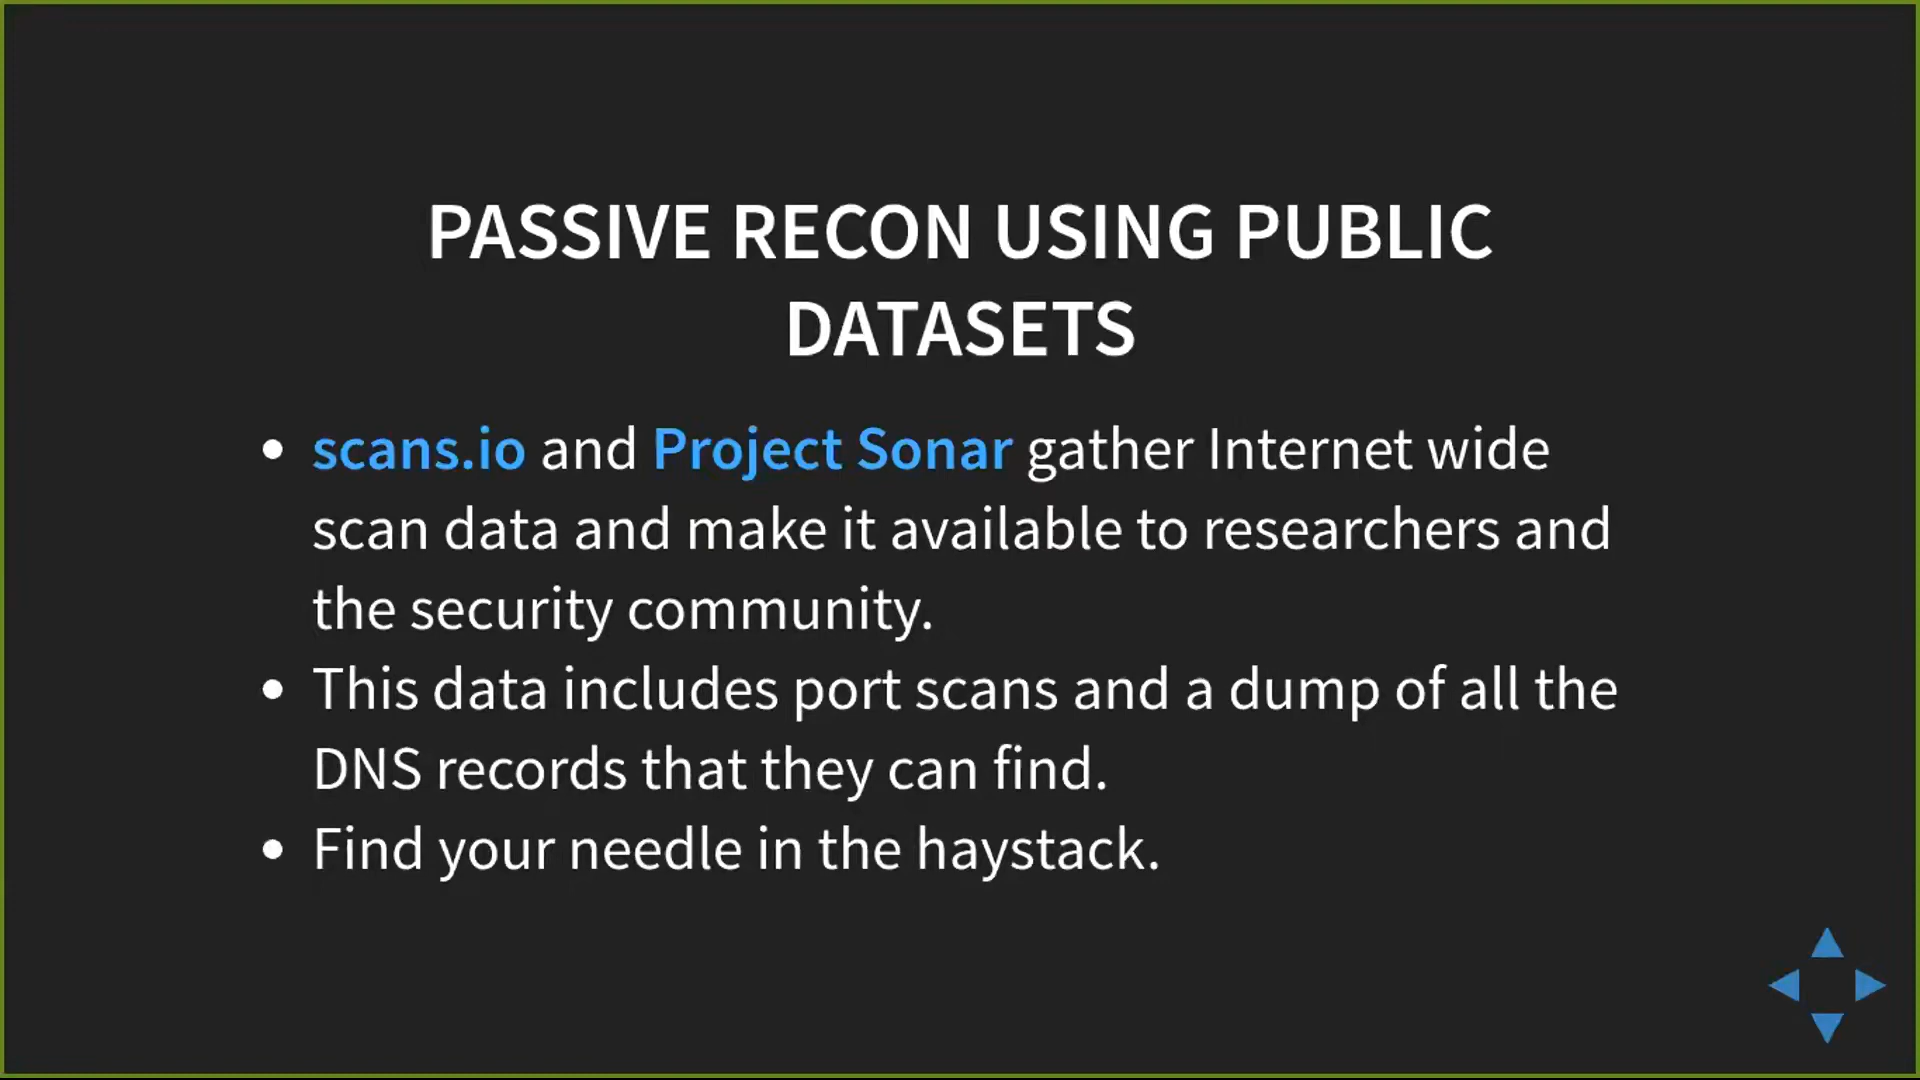 PASSIVE RECON USING PUBLIC
DATASETS
• scans.io and Project Sonar gather Internet wide
scan data and make it available to researchers and
the security community.
• This data includes port scans and a dump of all the
DNS records that they can find.
• Find your needle in the haystack.